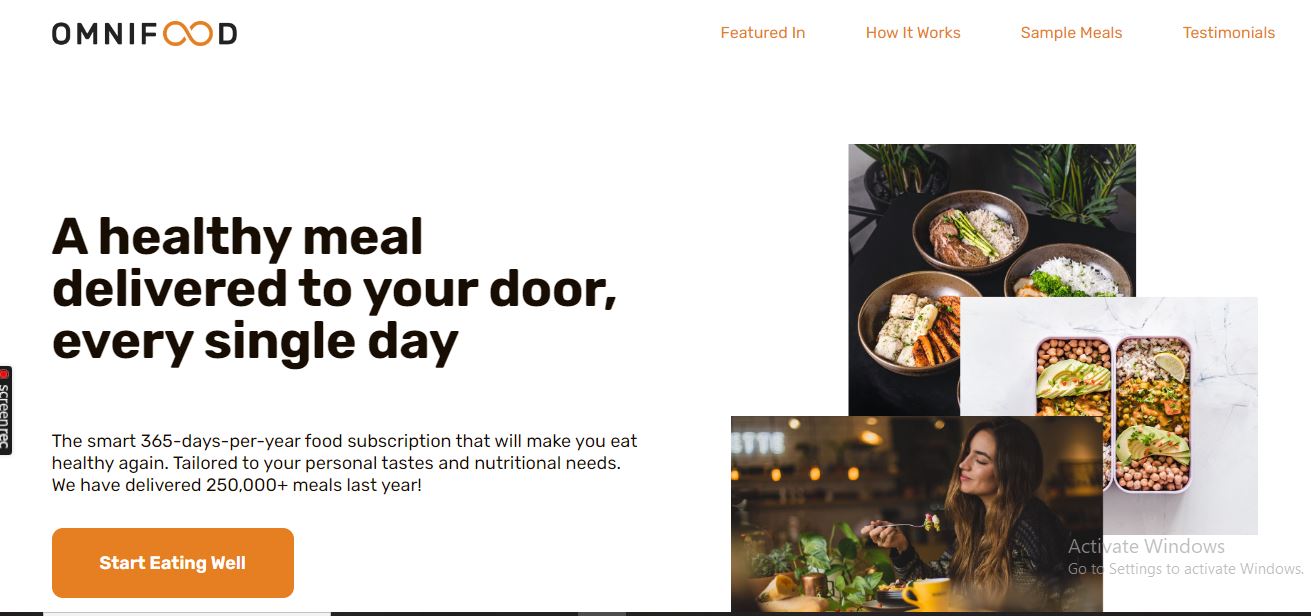 OMNIFOOD
Featured In
How It Works
Sample Meals
Testimonials
A healthy meal
delivered to your door,
every single day
The smart 365-days-per-year food subscription that will make you eat
healthy again. Tailored to your personal tastes and nutritional needs.
We have delivered 250,000+ meals last year!
Start Eating Well
screenrec
ETTE
Activate Windows
Go to Settings to activate Windows.